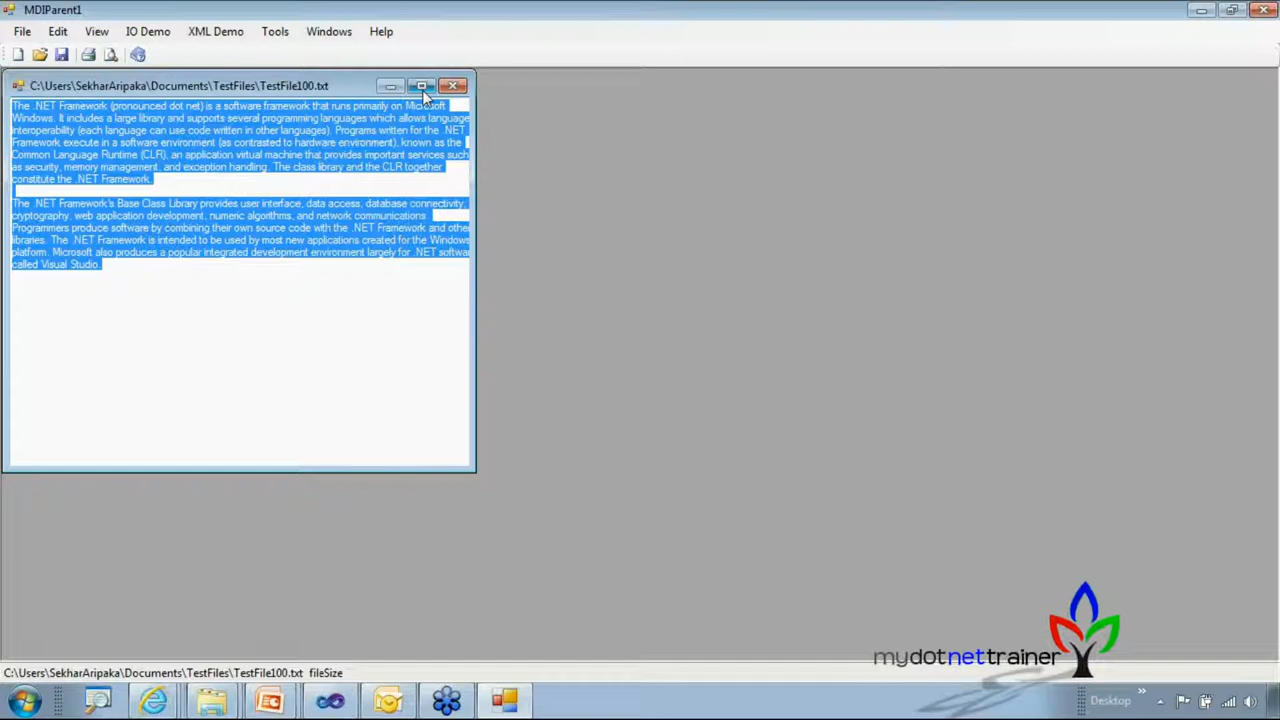 MDIParent1
File Edit View IO Demo XML Demo Tools Windows Help
C:\Users\SekharAripaka\Documents\TestFiles\TestFile100.txt
The .NET Framework (pronounced dot net) is a software framework that runs primarily on Microsoft
Windows. It includes a large library and supports several programming languages which allows language
interoperability (each language can use code written in other languages). Programs written for the .NET
Framework execute in a software environment (as contrasted to hardware environment), known as the
Common Language Runtime (CLR), an application virtual machine that provides important services such
as security, memory management, and exception handling. The class library and the CLR together
constitute the .NET Framework.
The .NET Framework's Base Class Library provides user interface, data access, database connectivity,
cryptography, web application development, numeric algorithms, and network communications.
Programmers produce software by combining their own source code with the .NET Framework and other
libraries. The .NET Framework is intended to be used by most new applications created for the Windows
platform. Microsoft also produces a popular integrated development environment largely for .NET softwar
called Visual Studio.
mydotnettrainer
C:\Users\SekharAripaka\Documents\TestFiles\TestFile100.txt fileSize
Desktop